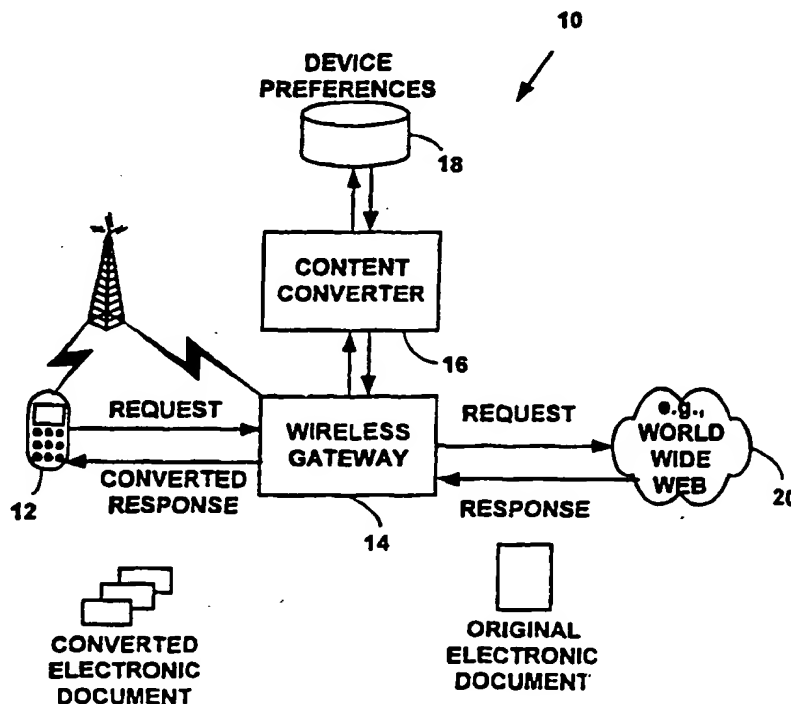 10
DEVICE
PREFERENCES
18
CONTENT
CONVERTER
16
REQUEST
CONVERTED
RESPONSE
12
WIRELESS
GATEWAY
14
REQUEST
RESPONSE
e.g.,
WORLD
WIDE
WEB
20
CONVERTED
ELECTRONIC
DOCUMENT
ORIGINAL
ELECTRONIC
DOCUMENT